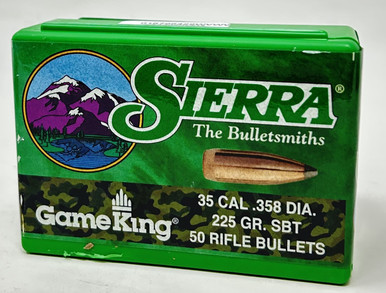 SIERRA®
The Bulletsmiths
35 CAL .358 DIA.
225 GR. SBT
50 RIFLE BULLETS
GameKing®